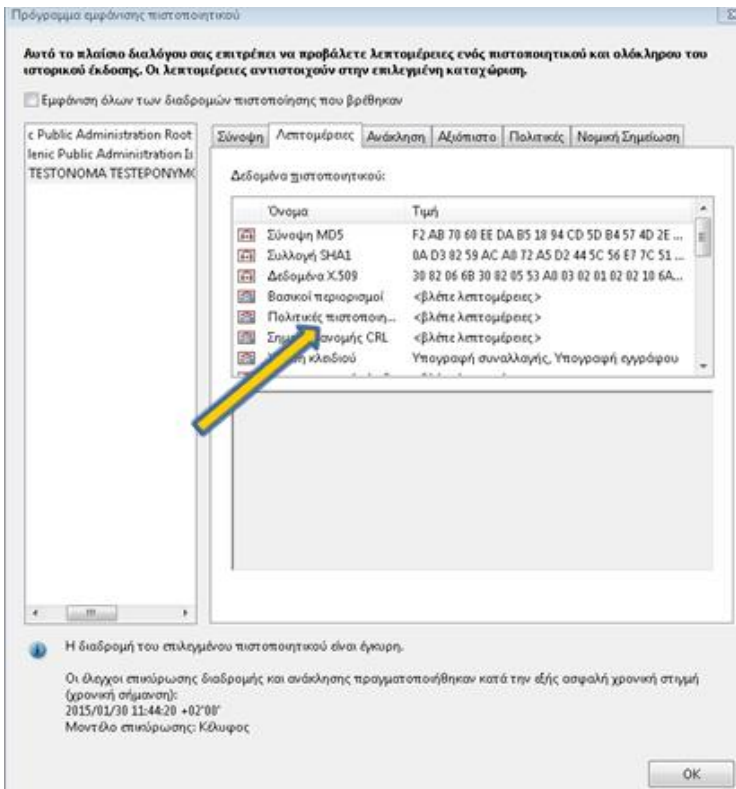 Πρόγραμμα εμφάνισης πιστοποιητικού
Αυτό το πλαίσιο διαλόγου σας επιτρέπει να προβάλετε λεπτομέρειες ενός πιστοποιητικού και ολόκληρου του
ιστορικού έκδοσης. Οι λεπτομέρειες αντιστοιχούν στην επιλεγμένη καταχώριση.
Εμφάνιση όλων των διαδρομών πιστοποίησης που βρέθηκαν
c Public Administration Root
lenic Public Administration Is
TESTONOMA TESTEPONYMO
Σύνοψη Λεπτομέρειες Ανάκληση Αξιόπιστο Πολιτικές Νομική Σημείωση
Δεδομένα πιστοποιητικού:
Όνομα Τιμή
Σύνοψη MD5 F2 AB 70 60 EE DA B5 18 94 CD 5D B4 57 4D 2E ...
Συλλογή SHA1 0A D3 82 59 AC A0 72 A5 D2 44 5C 56 E7 7C 51 ...
Δεδομένα X.509 30 82 06 6B 30 82 05 53 A0 03 02 01 02 02 10 6A...
Βασικοί περιορισμοί <βλέπε λεπτομέρειες>
Πολιτικές πιστοποιη... <βλέπε λεπτομέρειες>
CRL <βλέπε λεπτομέρειες>
κλειδιού Υπογραφή συναλλαγής, Υπογραφή εγγράφου
Η διαδρομή του επιλεγμένου πιστοποιητικού είναι έγκυρη.
Οι έλεγχοι επικύρωσης διαδρομής και ανάκλησης πραγματοποιήθηκαν κατά την εξής ασφαλή χρονική στιγμή
(χρονική σήμανση):
2015/01/30 11:44:20 +02'00'
Μοντέλο επικύρωσης: Κέλυφος
OK